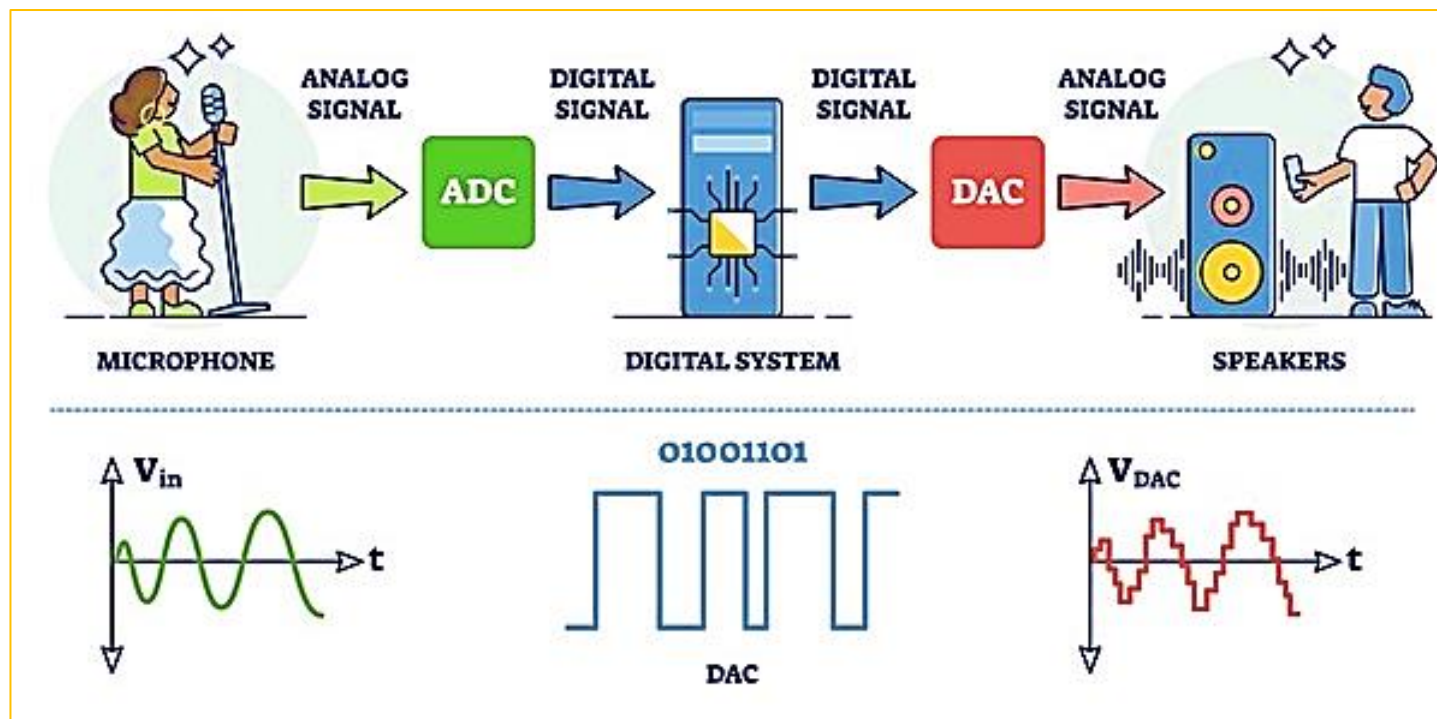 ANALOG
SIGNAL
DIGITAL
SIGNAL
DIGITAL
SIGNAL
ANALOG
SIGNAL
ADC
DAC
MICROPHONE
DIGITAL SYSTEM
SPEAKERS
Vin
t
01001101
DAC
VDAC
t